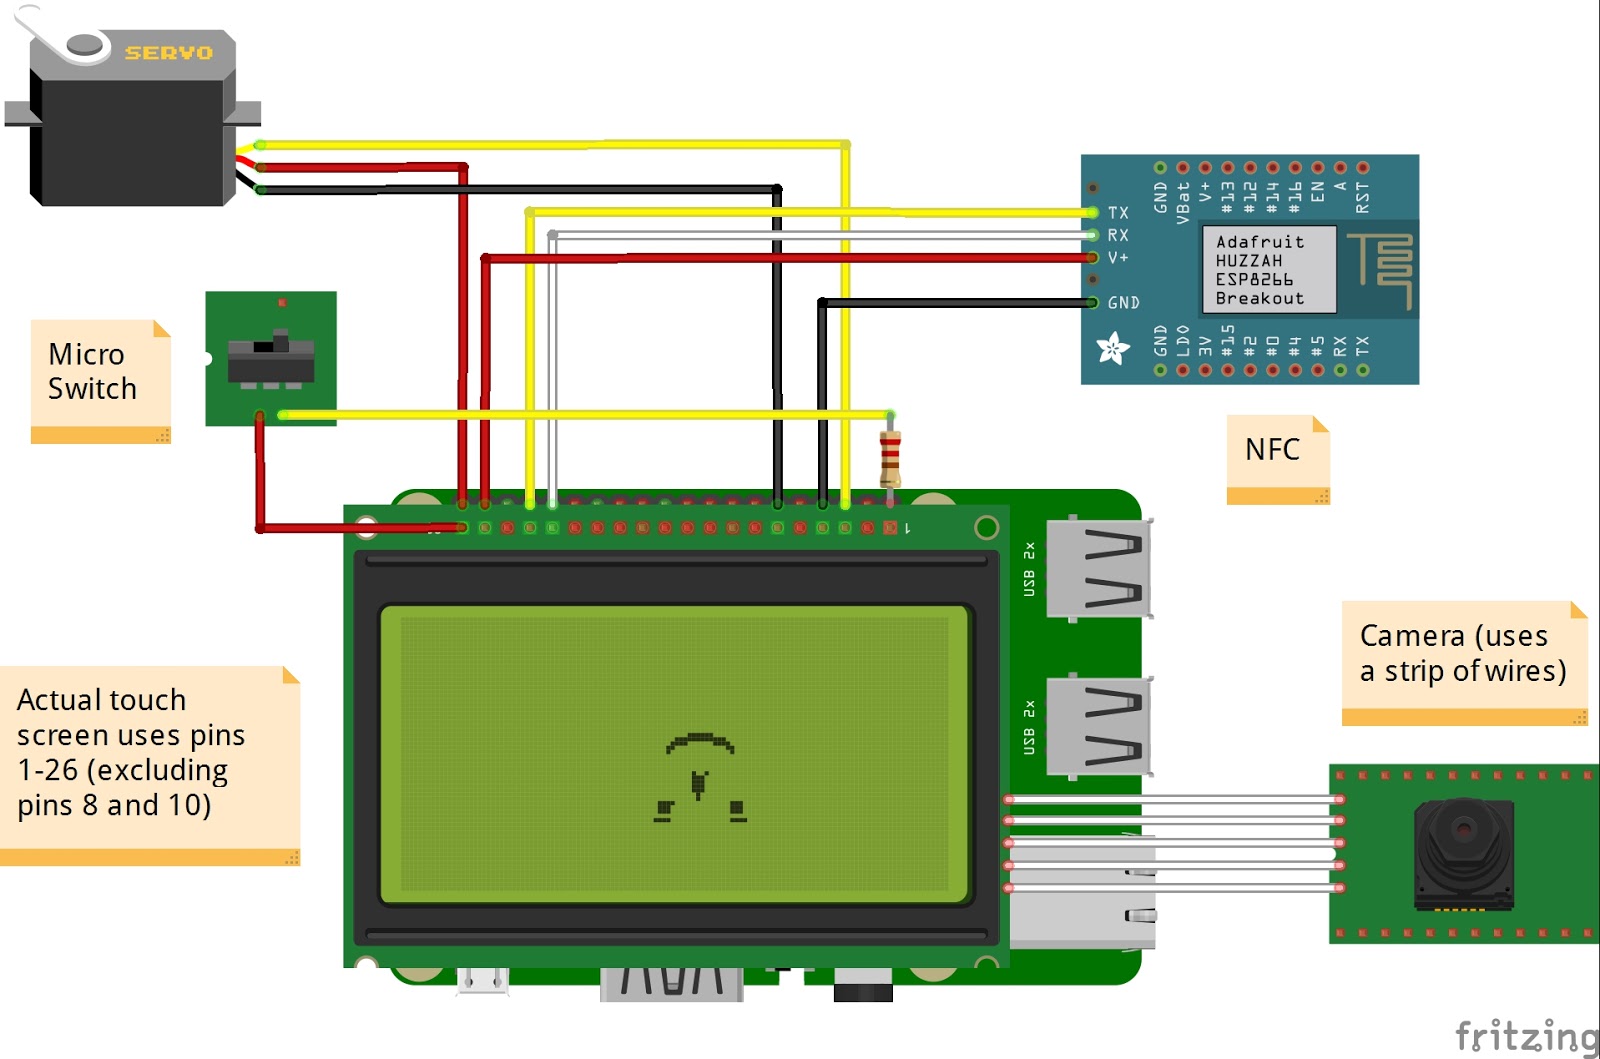 SERVO
GND
VBat
V+
#13
#12
#14
#16
EN
A
RST
TX
RX
V+
GND
Adafruit
HUZZAH
ESP8266
Breakout
GND
LDO
3V
#15
#2
#0
#4
#5
RX
TX
Micro
Switch
NFC
1
USB 2x
USB 2x
Camera (uses
a strip of wires)
Actual touch
screen uses pins
1-26 (excluding
pins 8 and 10)
fritzing